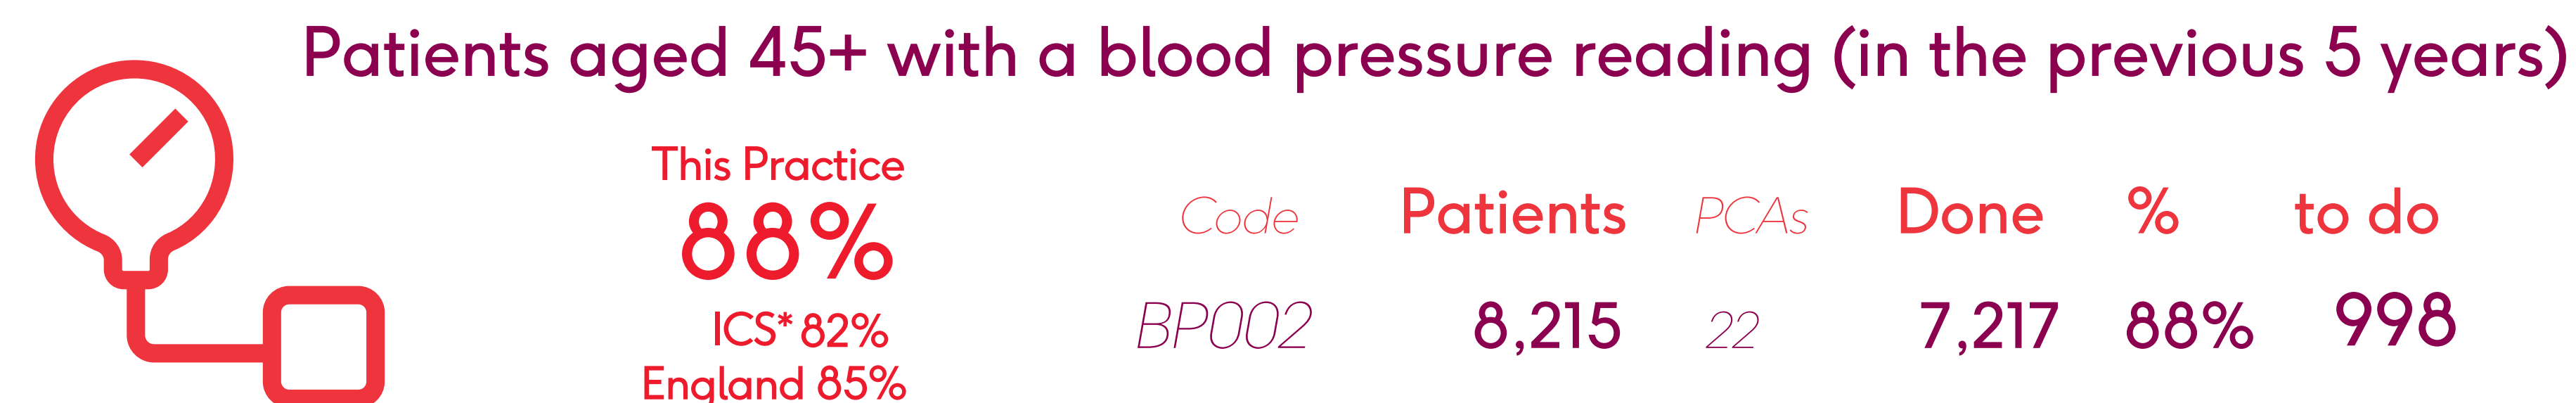 Patients aged 45+ with a blood pressure reading (in the previous 5 years)
This Practice
88%
ICS* 82%
England 85%
Code Patients PCAs Done % to do
BP002 8,215 22 7,217 88% 998